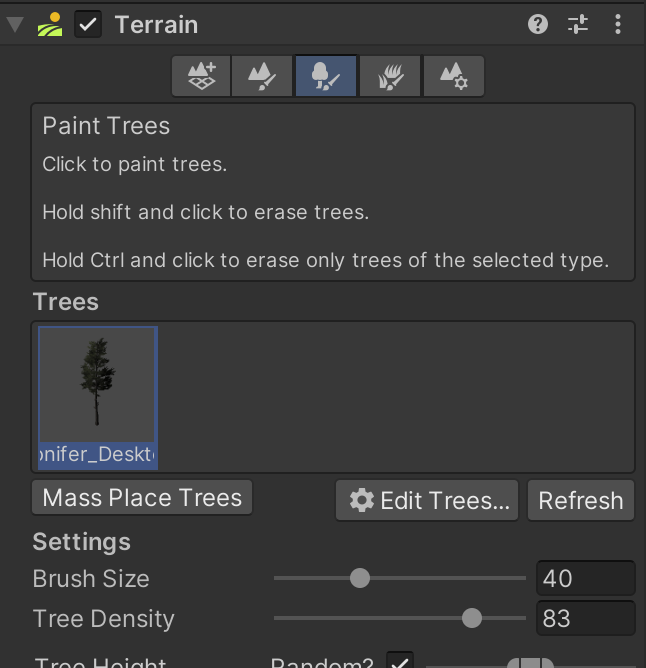 Terrain
Paint Trees
Click to paint trees.
Hold shift and click to erase trees.
Hold Ctrl and click to erase only trees of the selected type.
Trees
onifer_Deskt
Mass Place Trees
Edit Trees... Refresh
Settings
Brush Size 40
Tree Density 83
Tree Height Random?